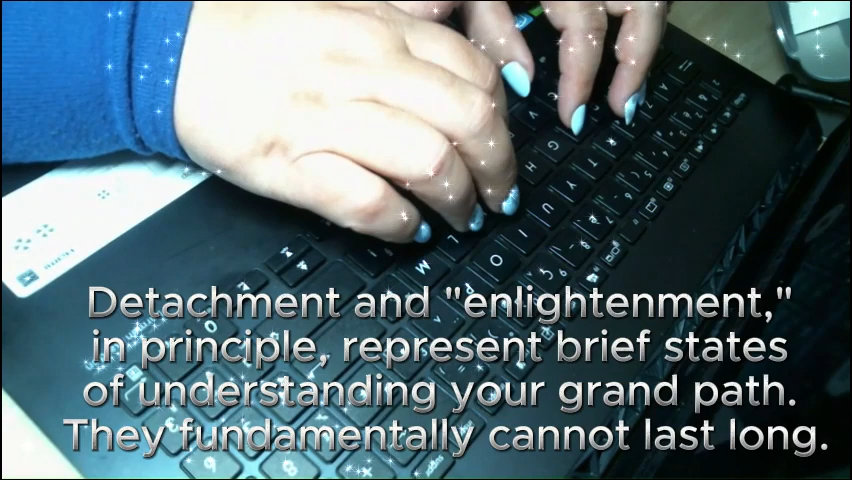 Detachment and "enlightenment,"
in principle, represent brief states
of understanding your grand path.
They fundamentally cannot last long.